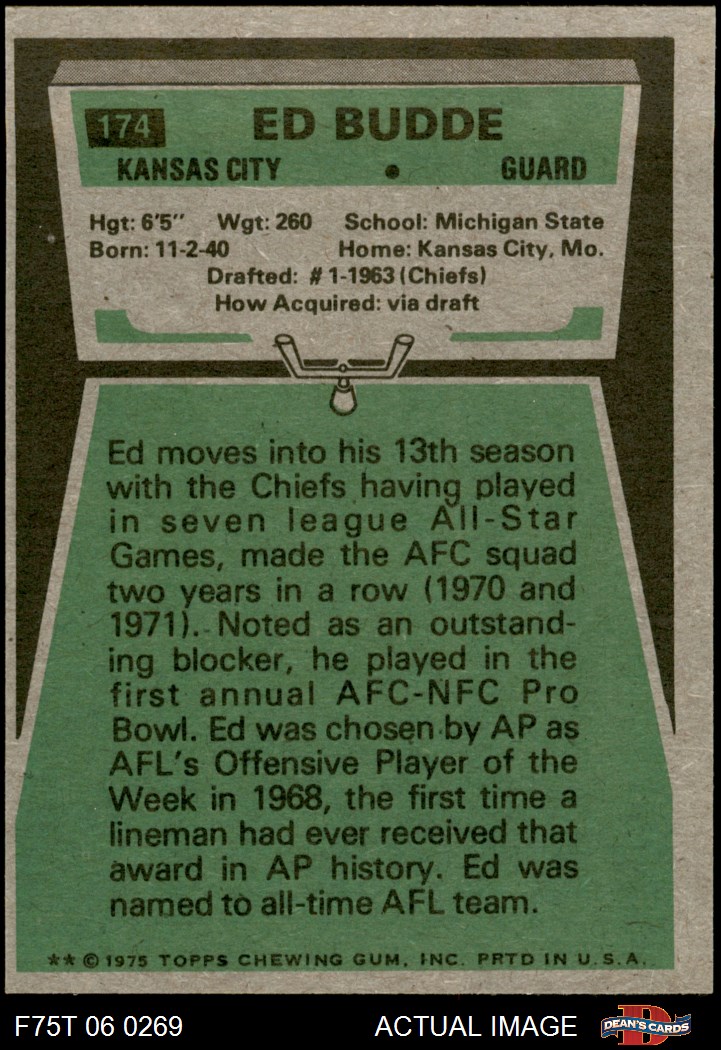 174 ED BUDDE
KANSAS CITY • GUARD
Hgt: 6'5" Wgt: 260 School: Michigan State
Born: 11-2-40 Home: Kansas City, Mo.
Drafted: #1-1963 (Chiefs)
How Acquired: via draft
Ed moves into his 13th season
with the Chiefs having played
in seven league All-Star
Games, made the AFC squad
two years in a row (1970 and
1971). Noted as an outstand-
ing blocker, he played in the
first annual AFC-NFC Pro
Bowl. Ed was chosen by AP as
AFL's Offensive Player of the
Week in 1968, the first time a
lineman had ever received that
award in AP history. Ed was
named to all-time AFL team.
** © 1975 TOPPS CHEWING GUM, INC. PRTD IN U.S.A.
F75T 06 0269 ACTUAL IMAGE D DEAN'S CARDS